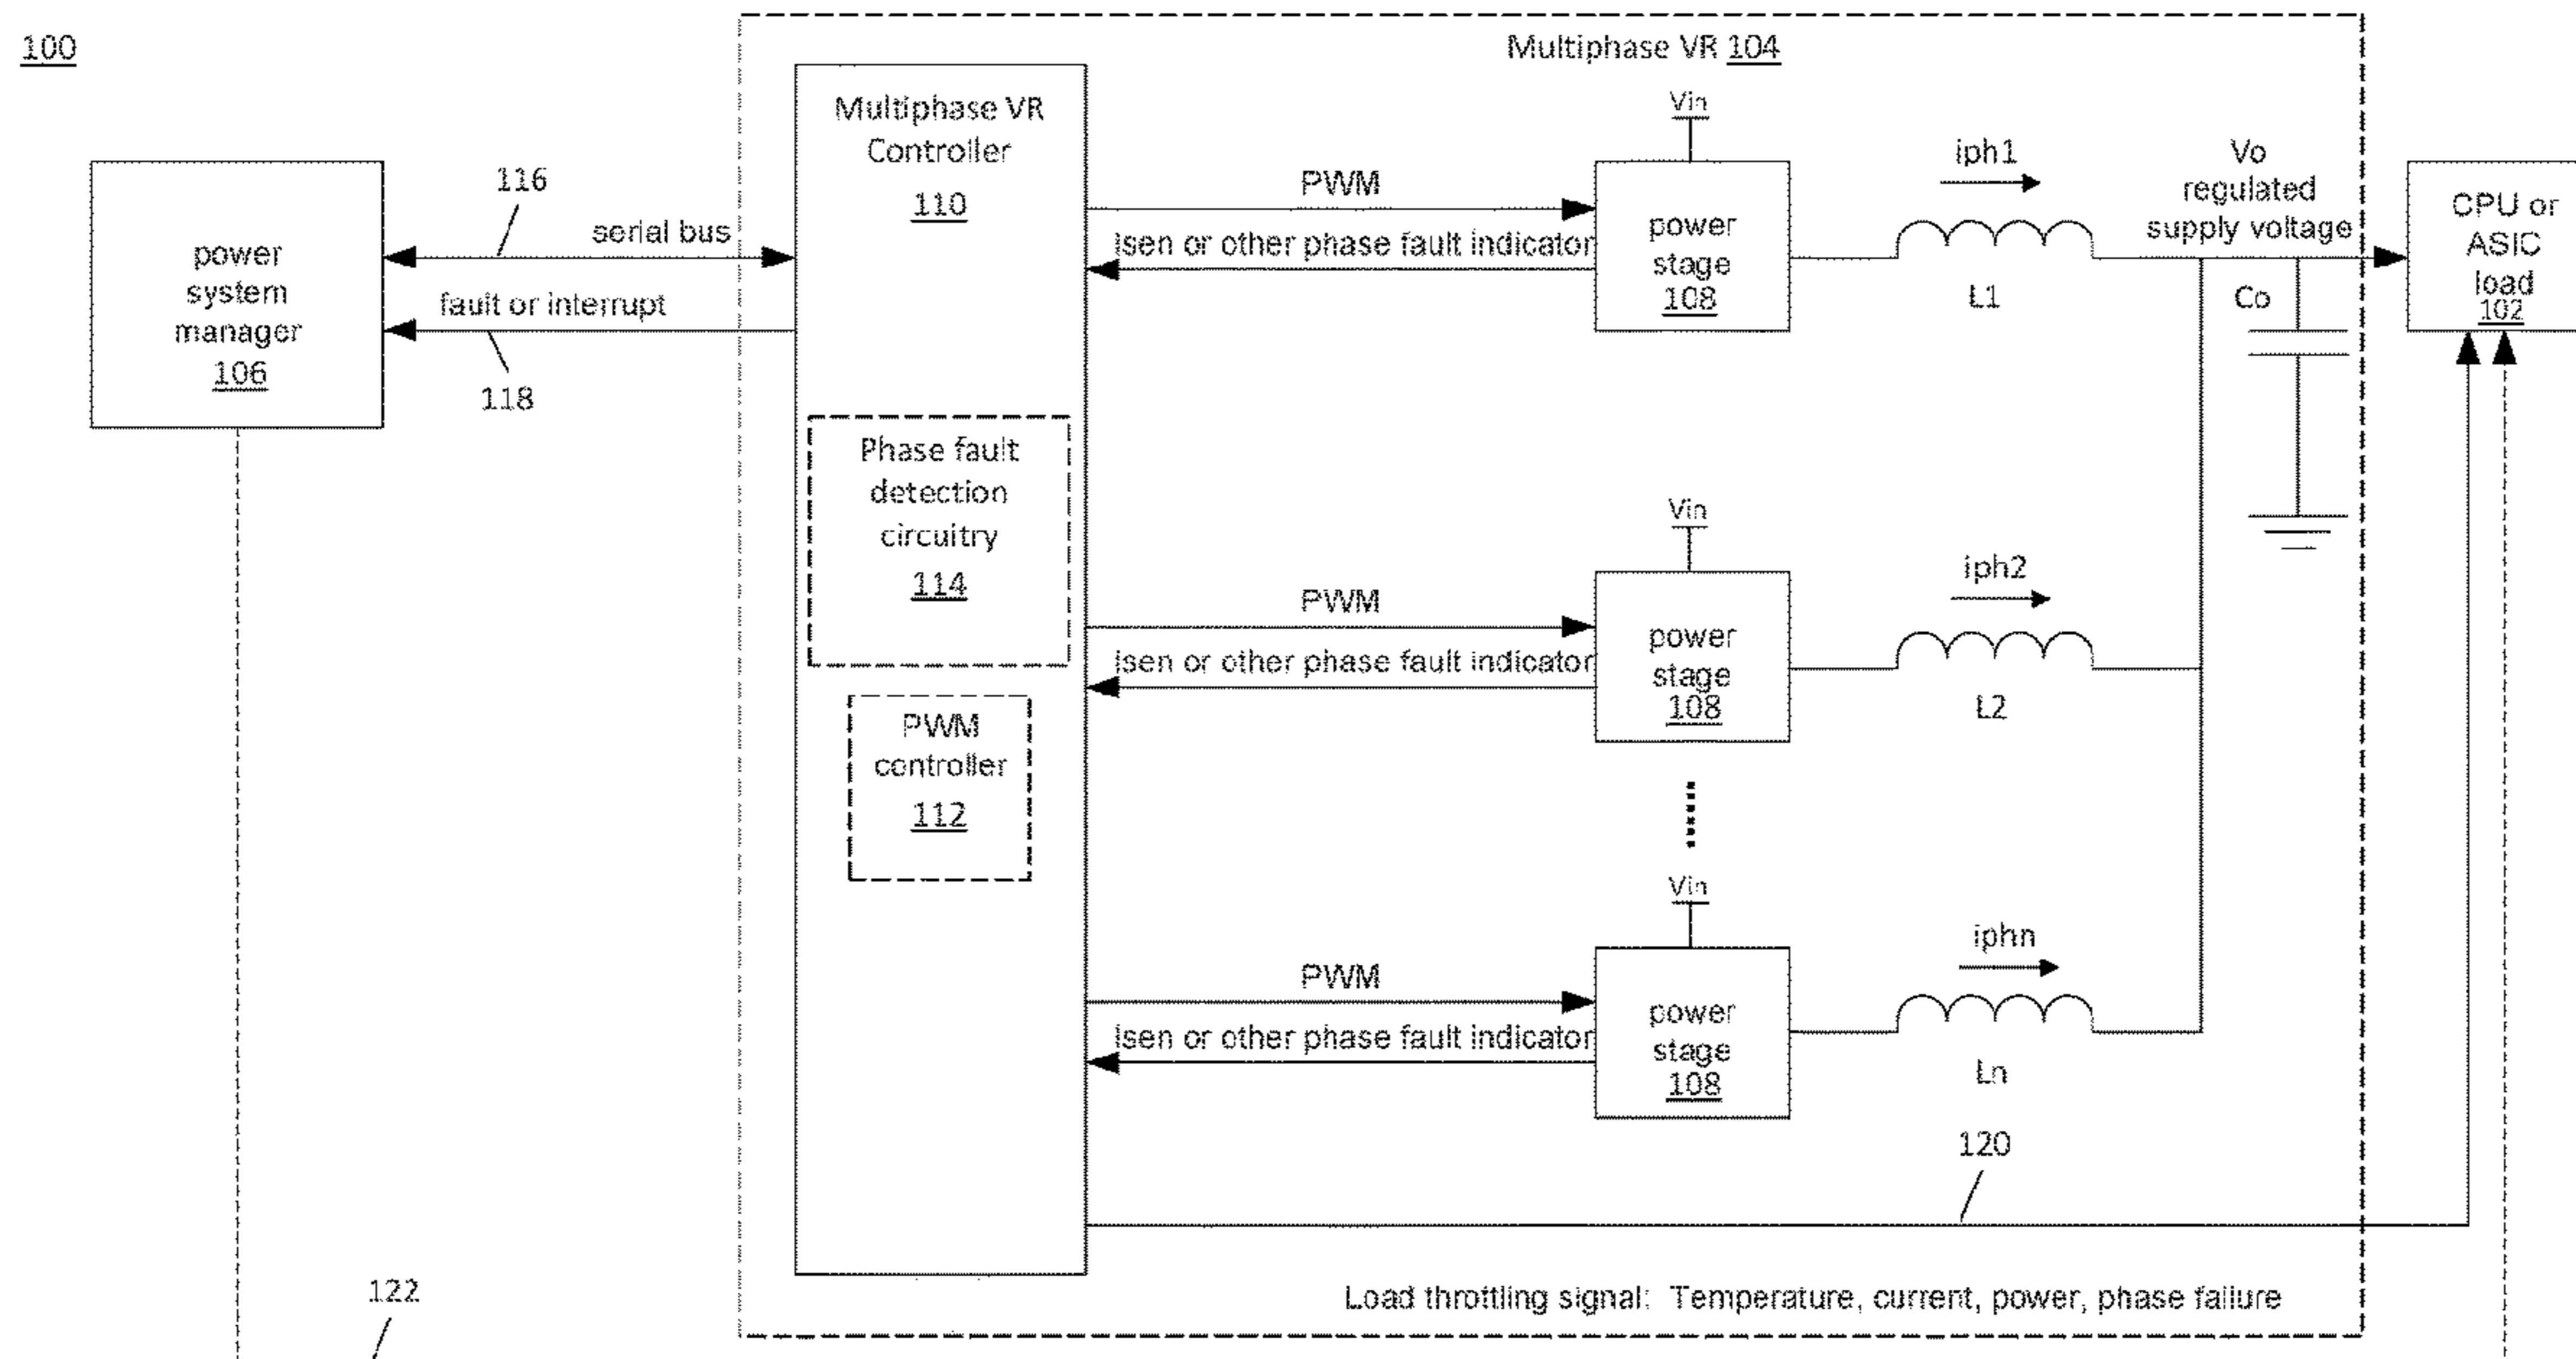 100
Multiphase VR 104
Multiphase VR
Controller
110
power
system
manager
106
116
serial bus
fault or interrupt
118
Phase fault
detection
circuitry
114
PWM
controller
112
Vin
PWM
isen or other phase fault indicator
power
stage
108
iph1
L1
Vo
regulated
supply voltage
Co
CPU or
ASIC
load
102
Vin
PWM
isen or other phase fault indicator
power
stage
108
iph2
L2
Vin
PWM
isen or other phase fault indicator
power
stage
108
iphn
Ln
120
Load throttling signal: Temperature, current, power, phase failure
122